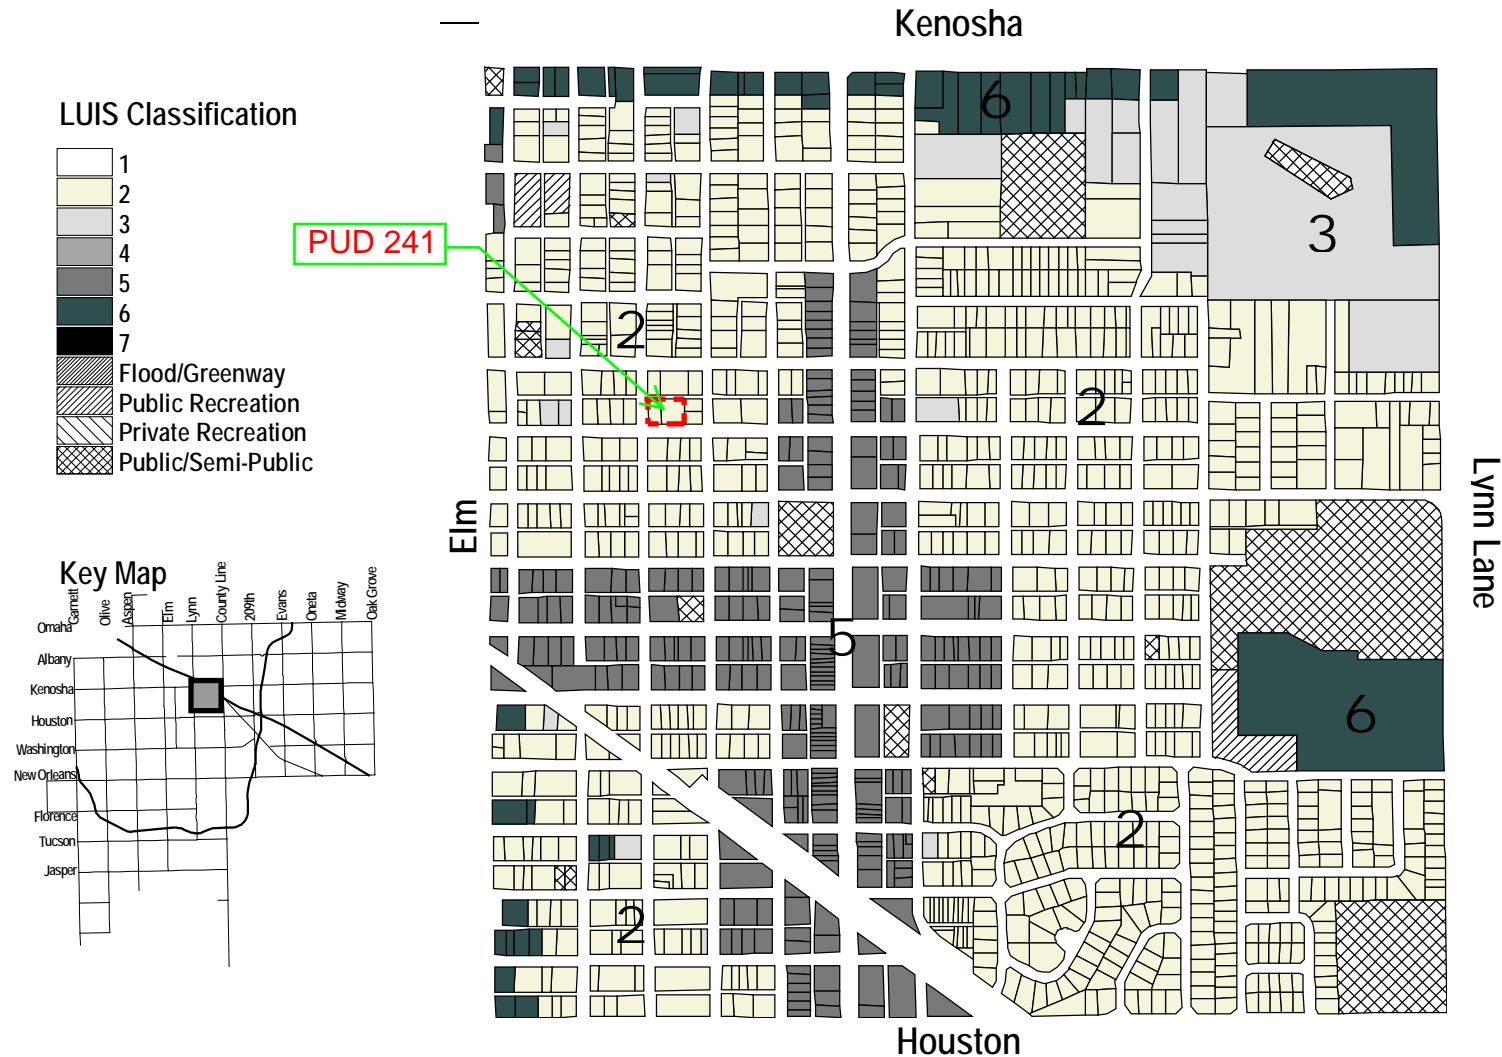 Kenosha
LUIS Classification
1
2
3
4
5
6
7
Flood/Greenway
Public Recreation
Private Recreation
Public/Semi-Public
PUD 241
6
3
2
2
5
6
2
2
Elm
Lynn Lane
Houston
Key Map
Garnett
Olive
Aspen
Elm
Lynn
County Line
209th
Evans
Oneta
Midway
Oak Grove
Omaha
Albany
Kenosha
Houston
Washington
New Orleans
Florence
Tucson
Jasper